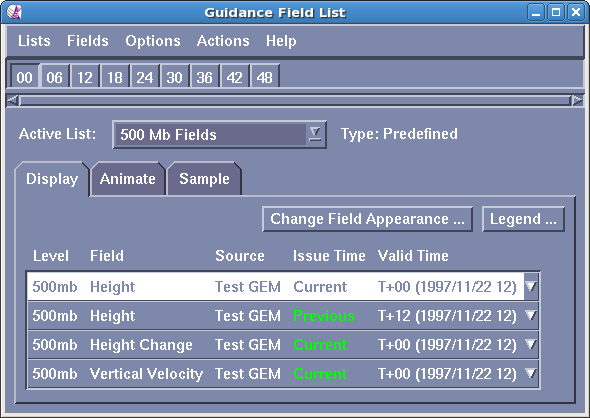 Guidance Field List
Lists Fields Options Actions Help
00 06 12 18 24 30 36 42 48
Active List: 500 Mb Fields Type: Predefined
Display Animate Sample
Change Field Appearance ... Legend ...
Level Field Source Issue Time Valid Time
500mb Height Test GEM Current T+00 (1997/11/22 12)
500mb Height Test GEM Previous T+12 (1997/11/22 12)
500mb Height Change Test GEM Current T+00 (1997/11/22 12)
500mb Vertical Velocity Test GEM Current T+00 (1997/11/22 12)